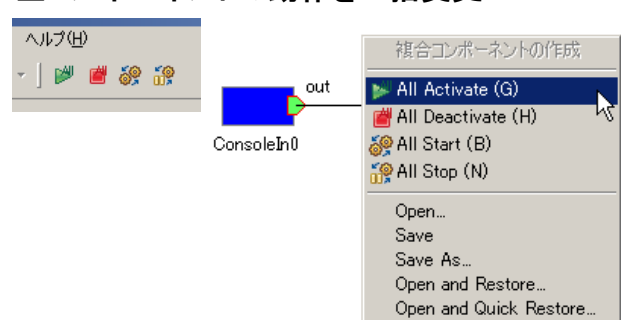 ヘルプ(H)
複合コンポーネントの作成
out
All Activate (G)
All Deactivate (H)
ConsoleIn0
All Start (B)
All Stop (N)
Open...
Save
Save As...
Open and Restore...
Open and Quick Restore...